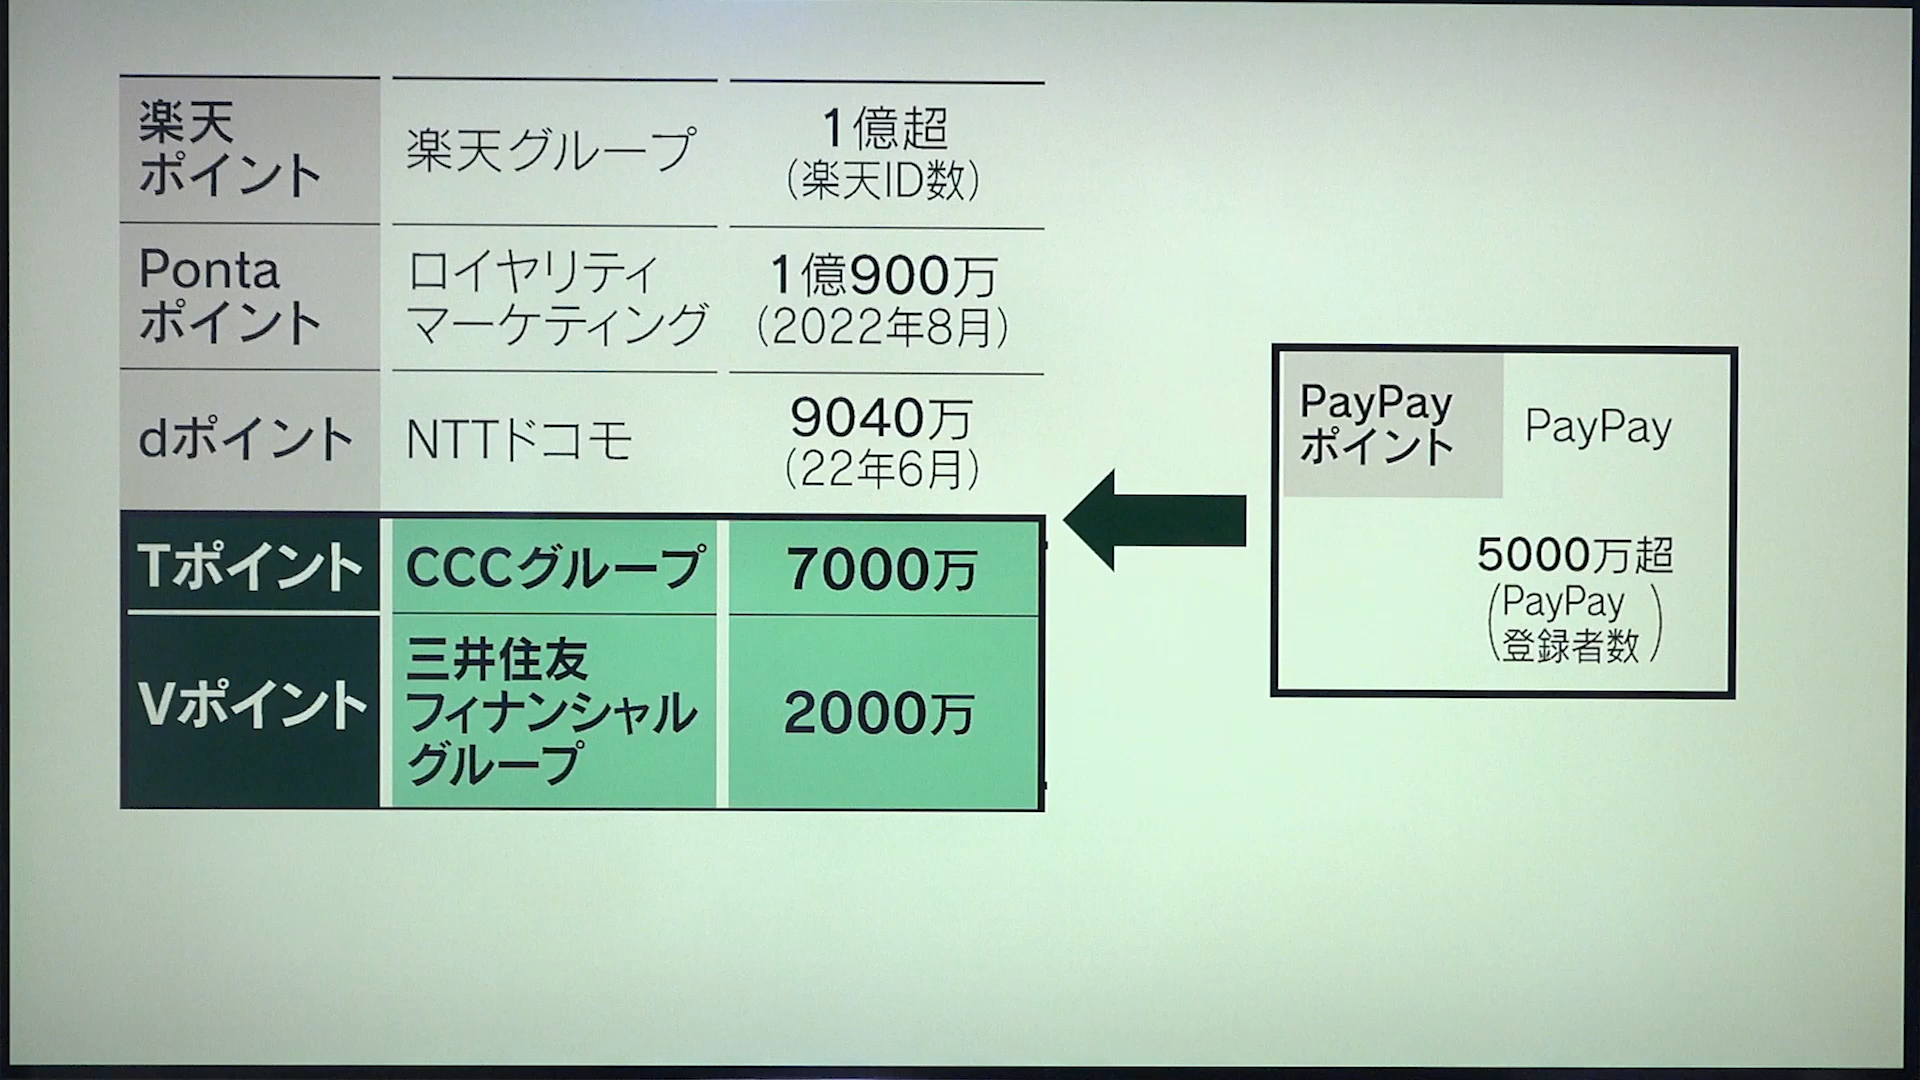 楽天
ポイント
楽天グループ
1億超
(楽天ID数)
Ponta
ポイント
ロイヤリティ
マーケティング
1億900万
(2022年8月)
dポイント
NTTドコモ
9040万
(22年6月)
Tポイント
CCCグループ
7000万
Vポイント
三井住友
フィナンシャル
グループ
2000万
PayPay
ポイント
PayPay
5000万超
(PayPay
登録者数)